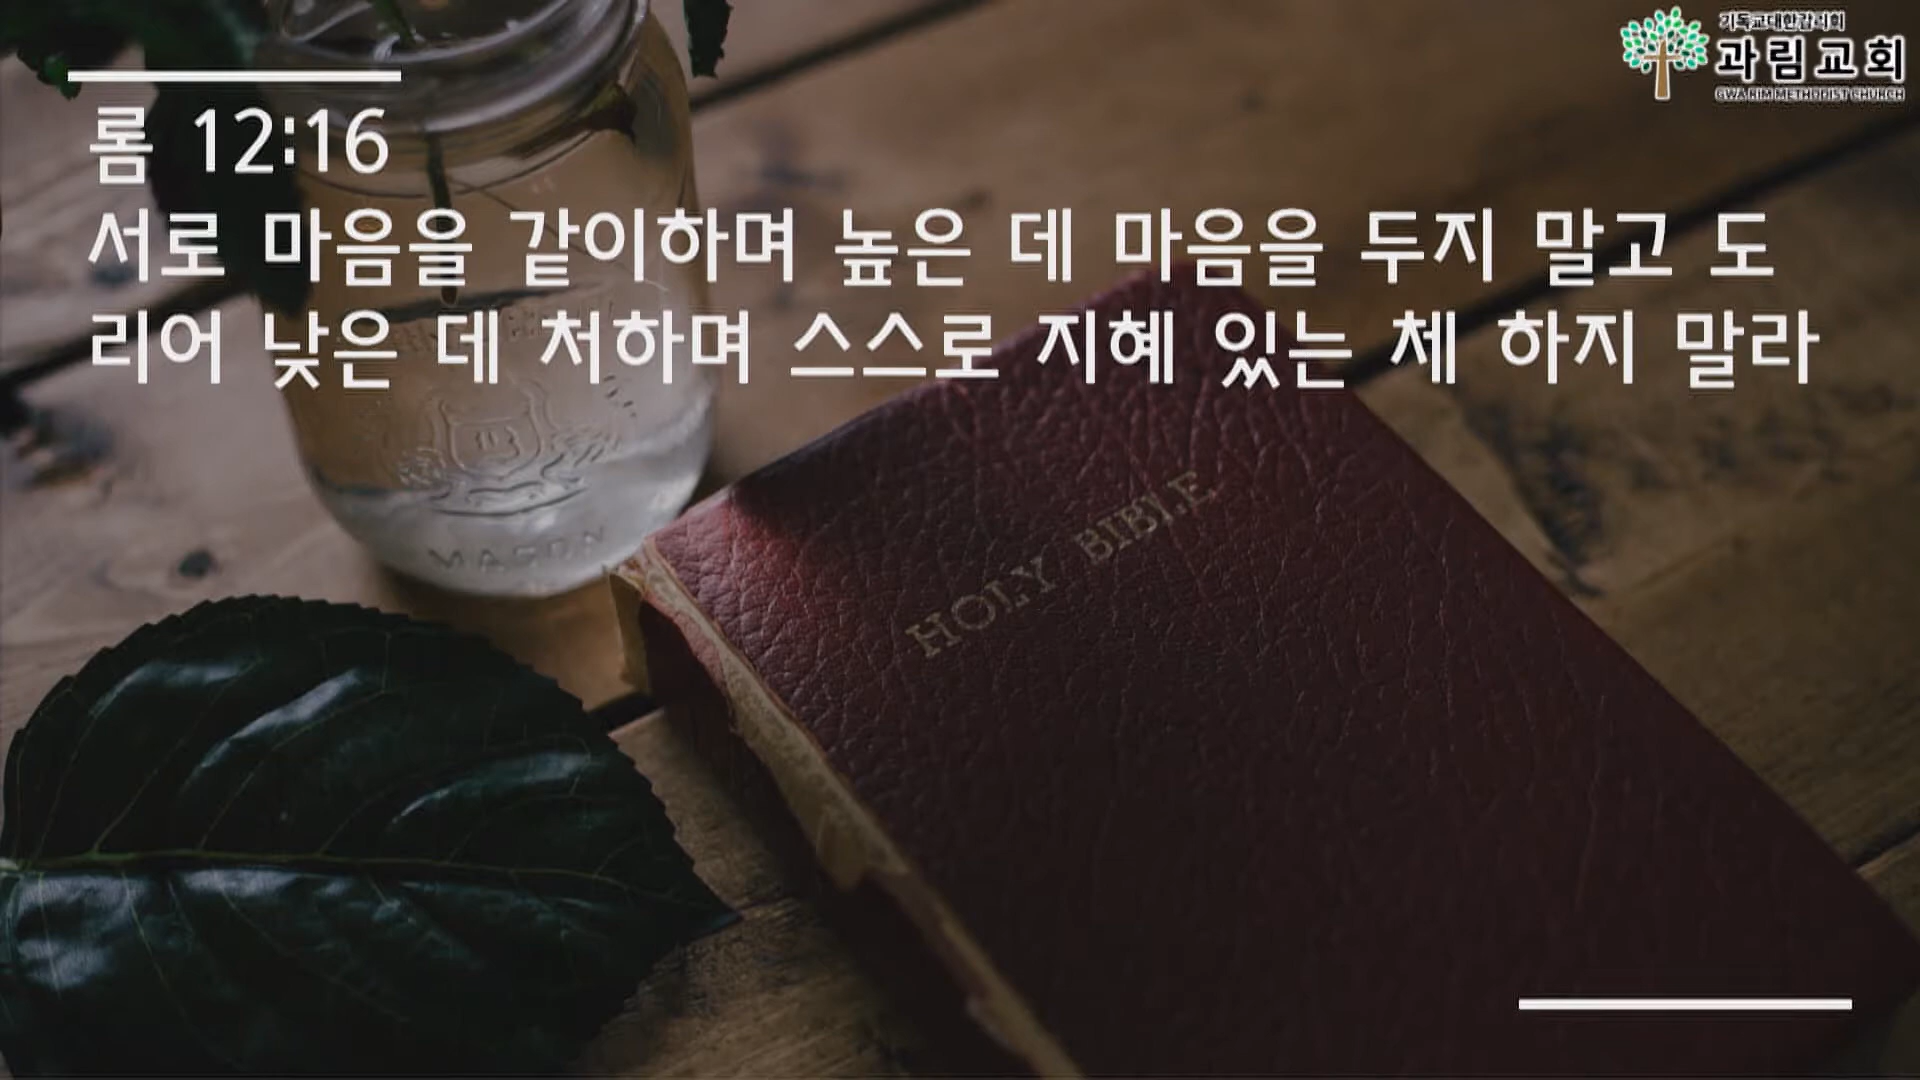 기독교대한감리회
과림교회
GWA RIM METHODIST CHURCH
롬 12:16
서로 마음을 같이하며 높은 데 마음을 두지 말고 도
리어 낮은 데 처하며 스스로 지혜 있는 체 하지 말라
MASON
HOLY BIBLE